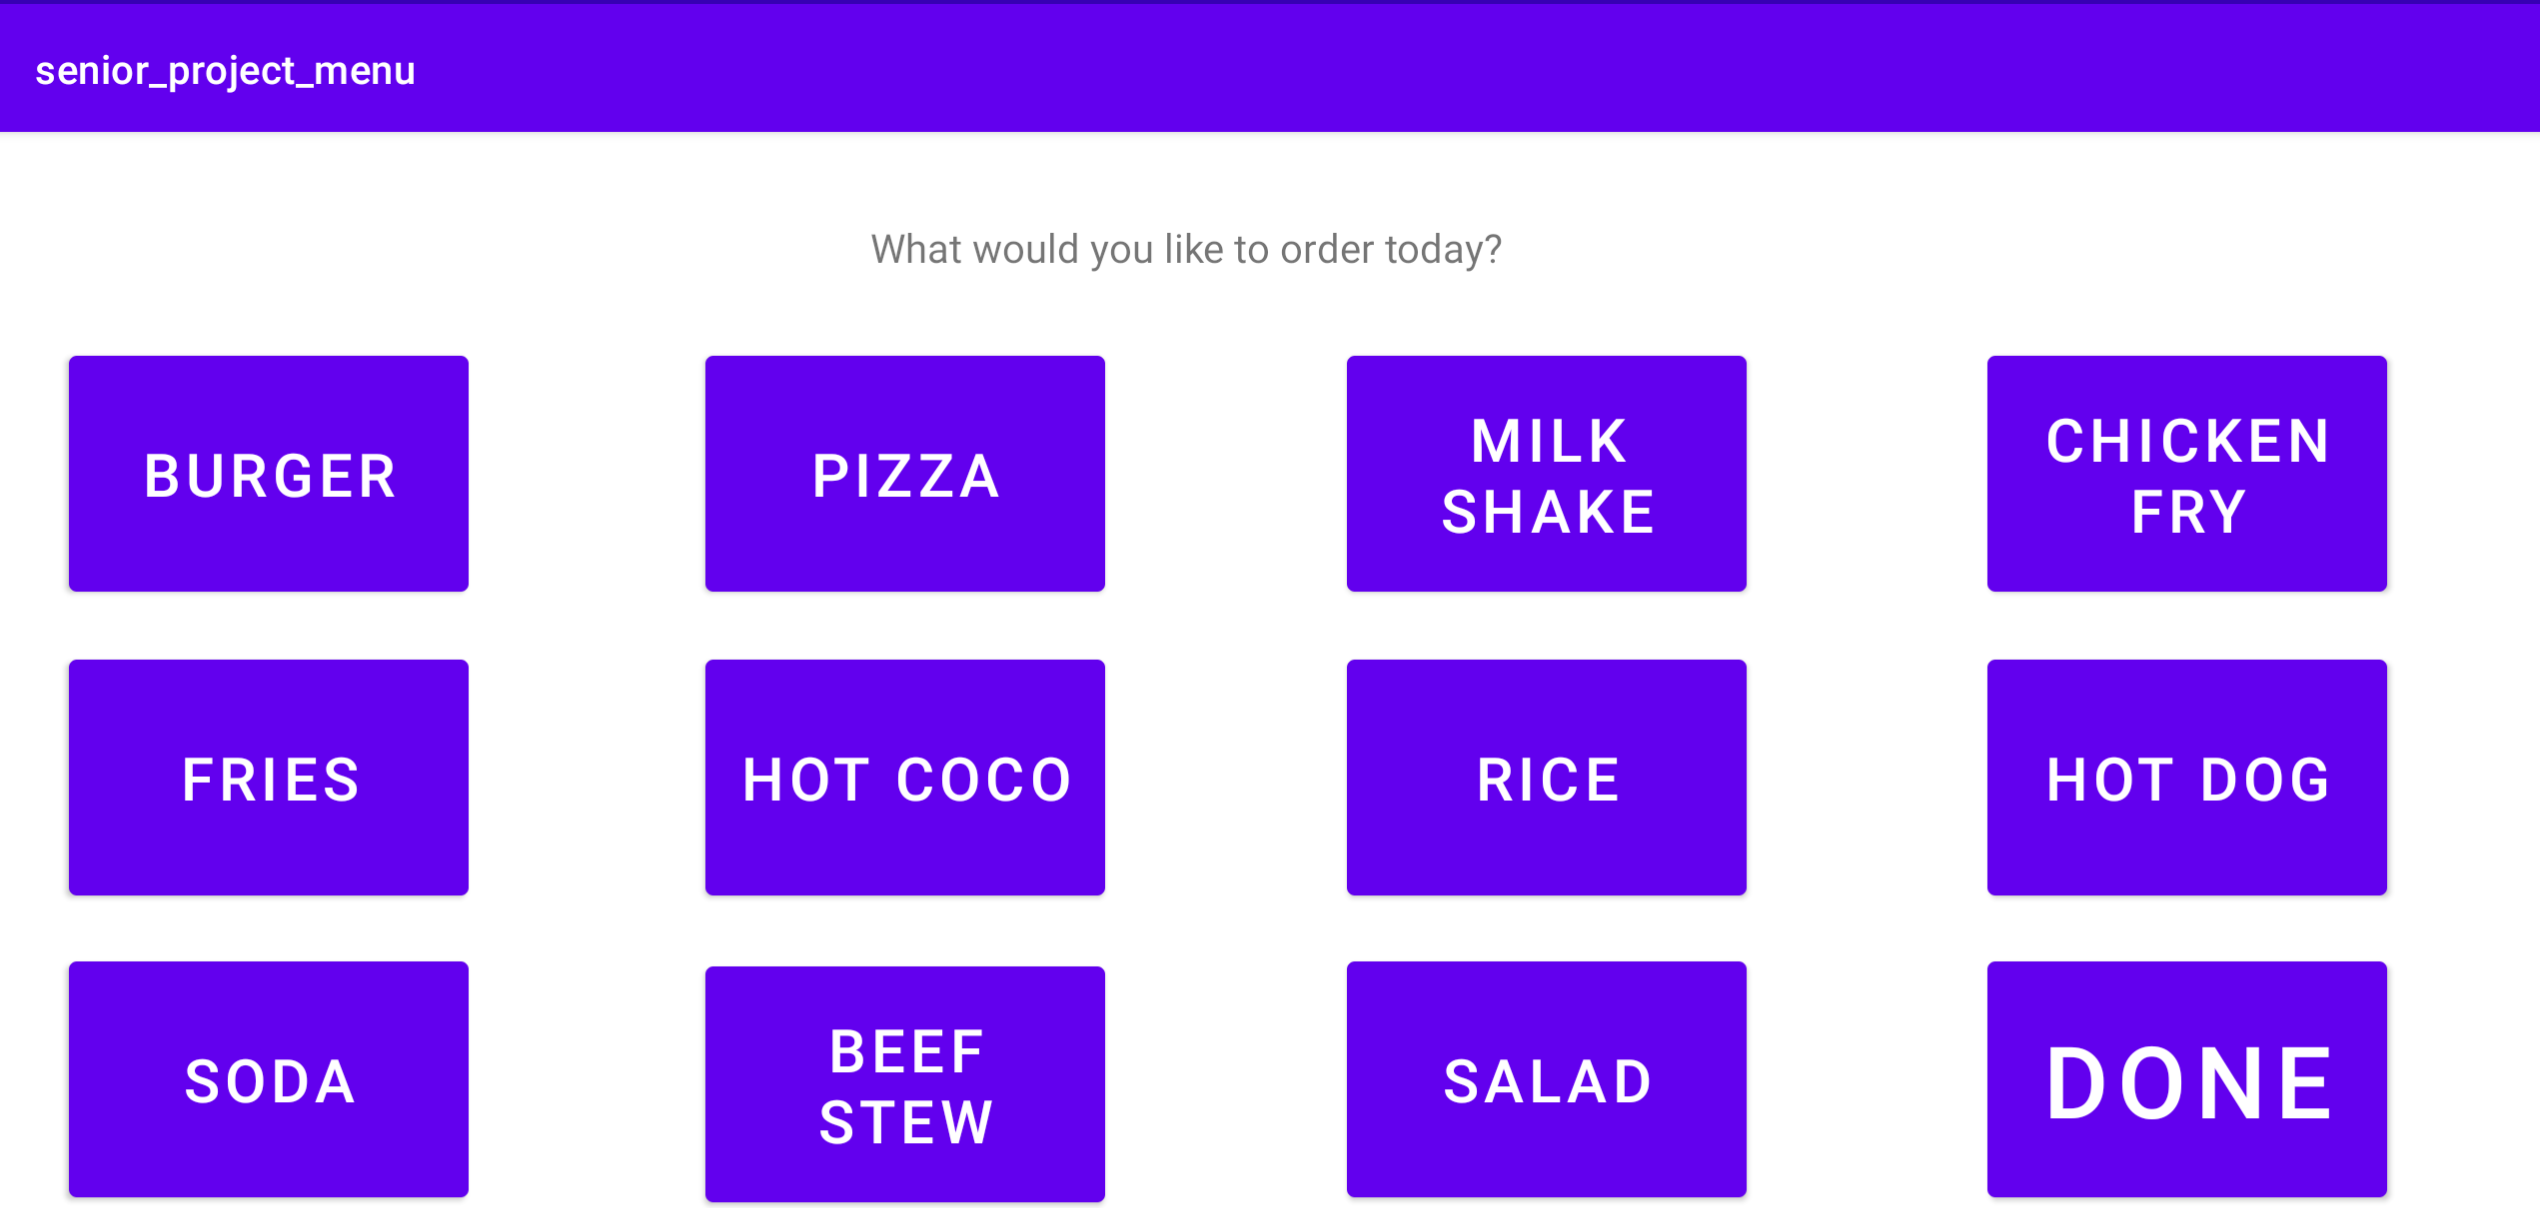 senior_project_menu
What would you like to order today?
BURGER
PIZZA
MILK
SHAKE
CHICKEN
FRY
FRIES
HOT COCO
RICE
HOT DOG
SODA
BEEF
STEW
SALAD
DONE